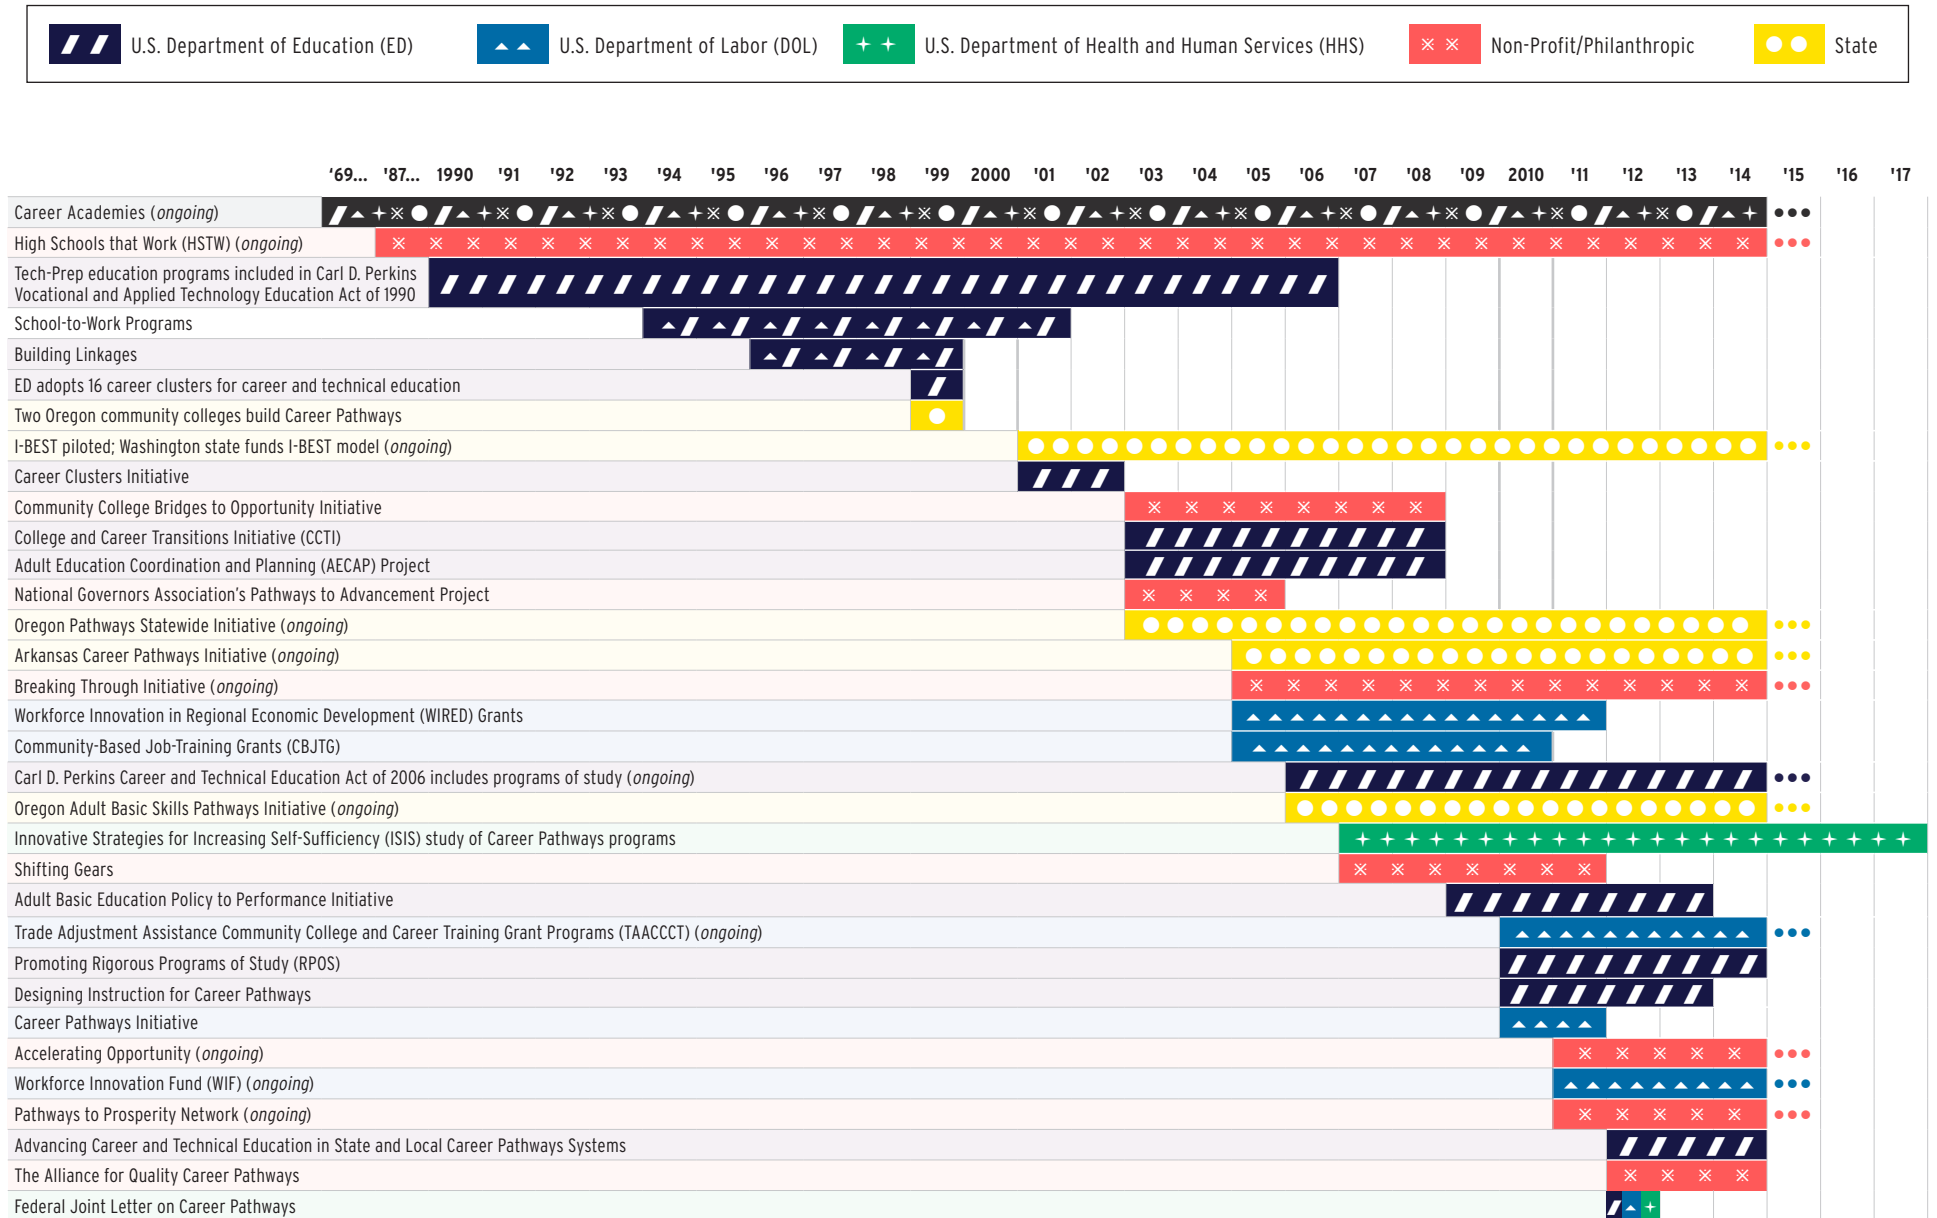 U.S. Department of Education (ED) U.S. Department of Labor (DOL) U.S. Department of Health and Human Services (HHS) Non-Profit/Philanthropic State
‘69... '87... 1990 '91 '92 '93 '94 '95 '96 '97 '98 '99 2000 '01 '02 '03 '04 '05 '06 '07 '08 '09 2010 '11 '12 '13 '14 '15 '16 '17
Career Academies (ongoing)
High Schools that Work (HSTW) (ongoing)
Tech-Prep education programs included in Carl D. Perkins
Vocational and Applied Technology Education Act of 1990
School-to-Work Programs
Building Linkages
ED adopts 16 career clusters for career and technical education
Two Oregon community colleges build Career Pathways
I-BEST piloted; Washington state funds I-BEST model (ongoing)
Career Clusters Initiative
Community College Bridges to Opportunity Initiative
College and Career Transitions Initiative (CCTI)
Adult Education Coordination and Planning (AECAP) Project
National Governors Association's Pathways to Advancement Project
Oregon Pathways Statewide Initiative (ongoing)
Arkansas Career Pathways Initiative (ongoing)
Breaking Through Initiative (ongoing)
Workforce Innovation in Regional Economic Development (WIRED) Grants
Community-Based Job-Training Grants (CBJTG)
Carl D. Perkins Career and Technical Education Act of 2006 includes programs of study (ongoing)
Oregon Adult Basic Skills Pathways Initiative (ongoing)
Innovative Strategies for Increasing Self-Sufficiency (ISIS) study of Career Pathways programs
Shifting Gears
Adult Basic Education Policy to Performance Initiative
Trade Adjustment Assistance Community College and Career Training Grant Programs (TAACCCT) (ongoing)
Promoting Rigorous Programs of Study (RPOS)
Designing Instruction for Career Pathways
Career Pathways Initiative
Accelerating Opportunity (ongoing)
Workforce Innovation Fund (WIF) (ongoing)
Pathways to Prosperity Network (ongoing)
Advancing Career and Technical Education in State and Local Career Pathways Systems
The Alliance for Quality Career Pathways
Federal Joint Letter on Career Pathways